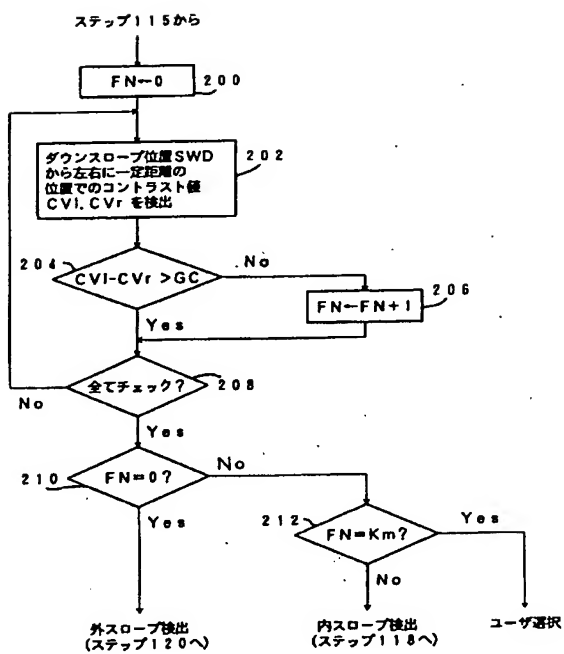 ステップ115から
FN←0
200
ダウンスロープ位置SWD
から左右に一定距離の
位置でのコントラスト値
CVl, CVr を検出
202
204
CVl-CVr >GC
No
Yes
FN←FN+1
206
全てチェック?
208
No
Yes
210
FN=0?
No
Yes
212
FN=Km?
Yes
No
外スロープ検出
(ステップ120へ)
内スロープ検出
(ステップ118へ)
ユーザ選択